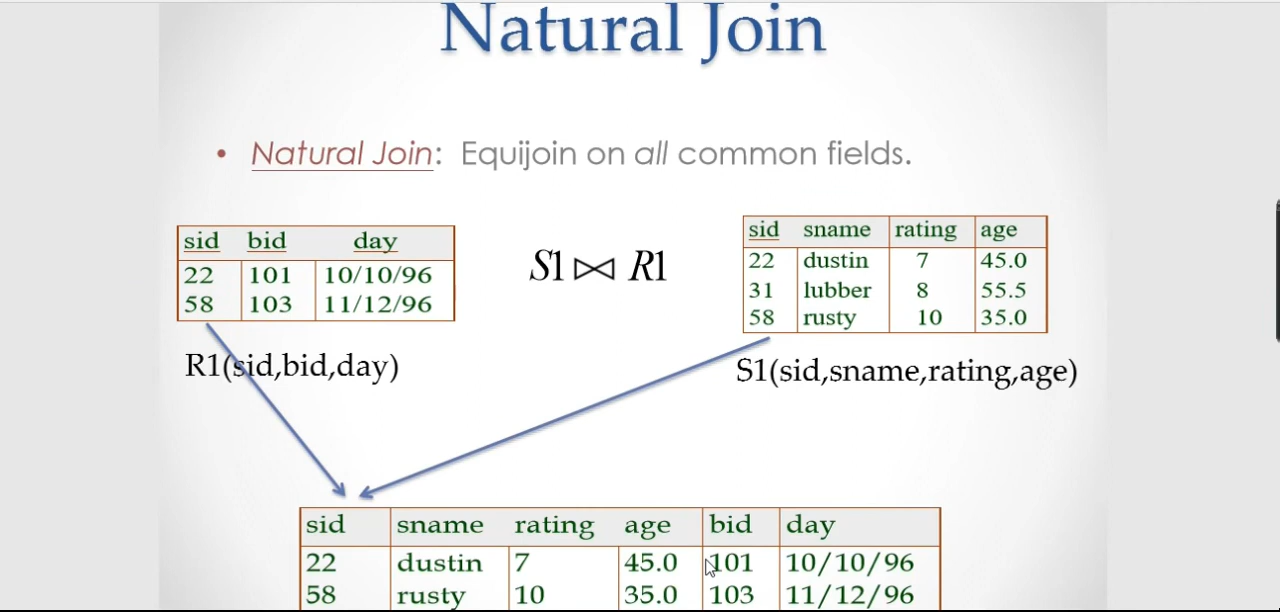 Natural Join
• Natural Join: Equijoin on all common fields.
sid bid day
22 101 10/10/96
58 103 11/12/96
R1(sid,bid,day)
S1 ⋈ R1
sid sname rating age
22 dustin 7 45.0
31 lubber 8 55.5
58 rusty 10 35.0
S1(sid,sname,rating,age)
sid sname rating age bid day
22 dustin 7 45.0 101 10/10/96
58 rusty 10 35.0 103 11/12/96